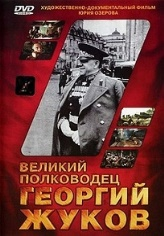 DVD
ХУДОЖЕСТВЕННО-ДОКУМЕНТАЛЬНЫЙ ФИЛЬМ
ЮРИЯ ОЗЕРОВА
ВЕЛИКИЙ
ПОЛКОВОДЕЦ
ГЕОРГИЙ
ЖУКОВ